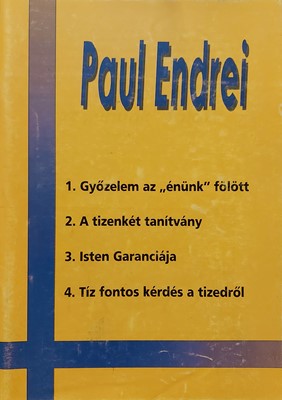 Paul Endrei
1. Győzelem az „énünk” fölött
2. A tizenkét tanítvány
3. Isten Garanciája
4. Tíz fontos kérdés a tizedről